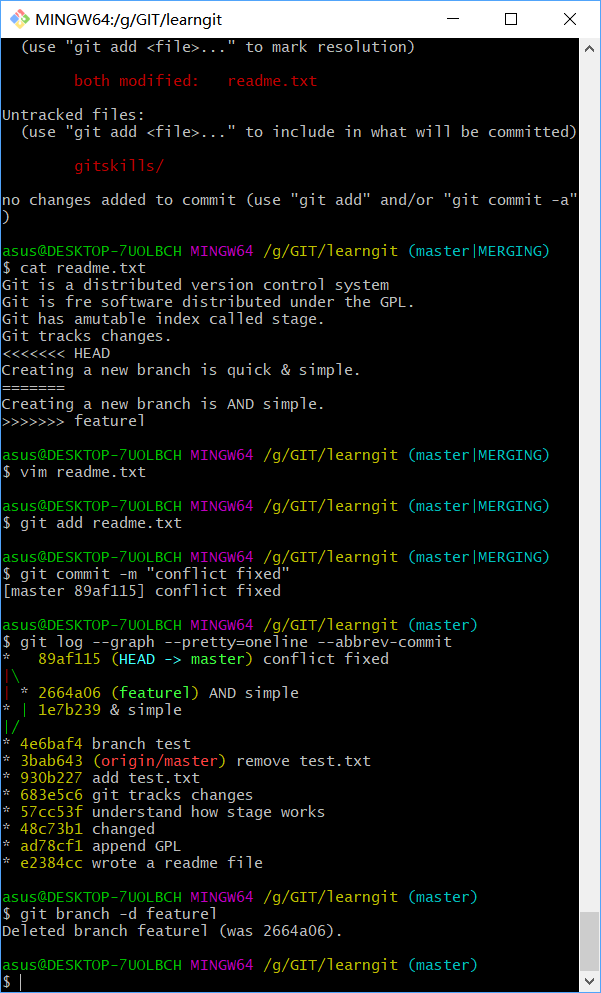 MINGW64:/g/GIT/learngit
(use "git add <file>..." to mark resolution)
both modified:   readme.txt
Untracked files:
(use "git add <file>..." to include in what will be committed)
gitskills/
no changes added to commit (use "git add" and/or "git commit -a"
)
asus@DESKTOP-7UOLBCH MINGW64 /g/GIT/learngit (master|MERGING)
$ cat readme.txt
Git is a distributed version control system
Git is fre software distributed under the GPL.
Git has amutable index called stage.
Git tracks changes.
<<<<<<< HEAD
Creating a new branch is quick & simple.
=======
Creating a new branch is AND simple.
>>>>>>> featurel
asus@DESKTOP-7UOLBCH MINGW64 /g/GIT/learngit (master|MERGING)
$ vim readme.txt
asus@DESKTOP-7UOLBCH MINGW64 /g/GIT/learngit (master|MERGING)
$ git add readme.txt
asus@DESKTOP-7UOLBCH MINGW64 /g/GIT/learngit (master|MERGING)
$ git commit -m "conflict fixed"
[master 89af115] conflict fixed
asus@DESKTOP-7UOLBCH MINGW64 /g/GIT/learngit (master)
$ git log --graph --pretty=oneline --abbrev-commit
*   89af115 (HEAD -> master) conflict fixed
|\
| * 2664a06 (featurel) AND simple
* | 1e7b239 & simple
|/
* 4e6baf4 branch test
* 3bab643 (origin/master) remove test.txt
* 930b227 add test.txt
* 683e5c6 git tracks changes
* 57cc53f understand how stage works
* 48c73b1 changed
* ad78cf1 append GPL
* e2384cc wrote a readme file
asus@DESKTOP-7UOLBCH MINGW64 /g/GIT/learngit (master)
$ git branch -d featurel
Deleted branch featurel (was 2664a06).
asus@DESKTOP-7UOLBCH MINGW64 /g/GIT/learngit (master)
$